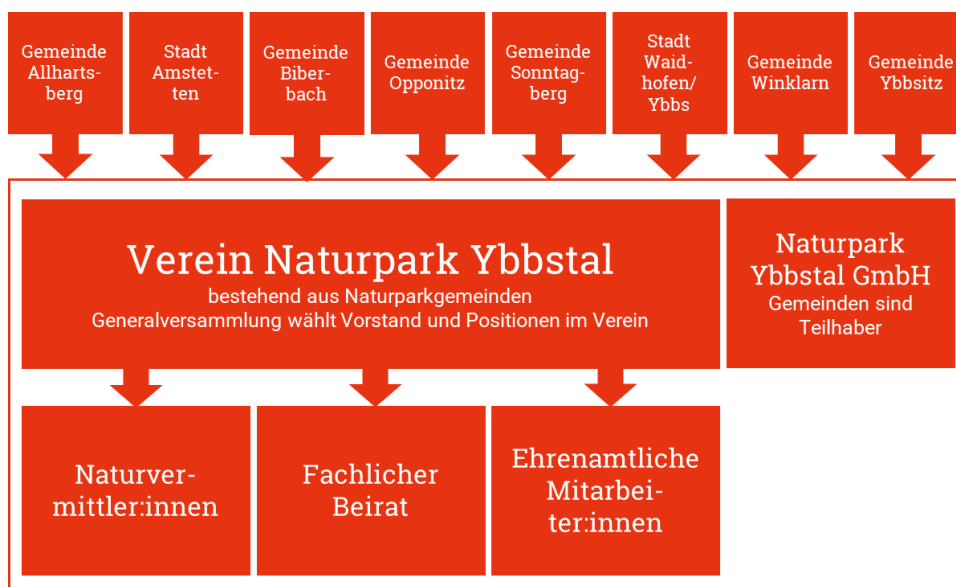 Gemeinde
Allharts-
berg
Stadt
Amstet-
ten
Gemeinde
Biber-
bach
Gemeinde
Opponitz
Gemeinde
Sonntag-
berg
Stadt
Waid-
hofen/
Ybbs
Gemeinde
Winklarn
Gemeinde
Ybbsitz
Verein Naturpark Ybbstal
bestehend aus Naturparkgemeinden
Generalversammlung wählt Vorstand und Positionen im Verein
Naturpark
Ybbstal GmbH
Gemeinden sind
Teilhaber
Naturver-
mittler:innen
Fachlicher
Beirat
Ehrenamtliche
Mitarbei-
ter:innen